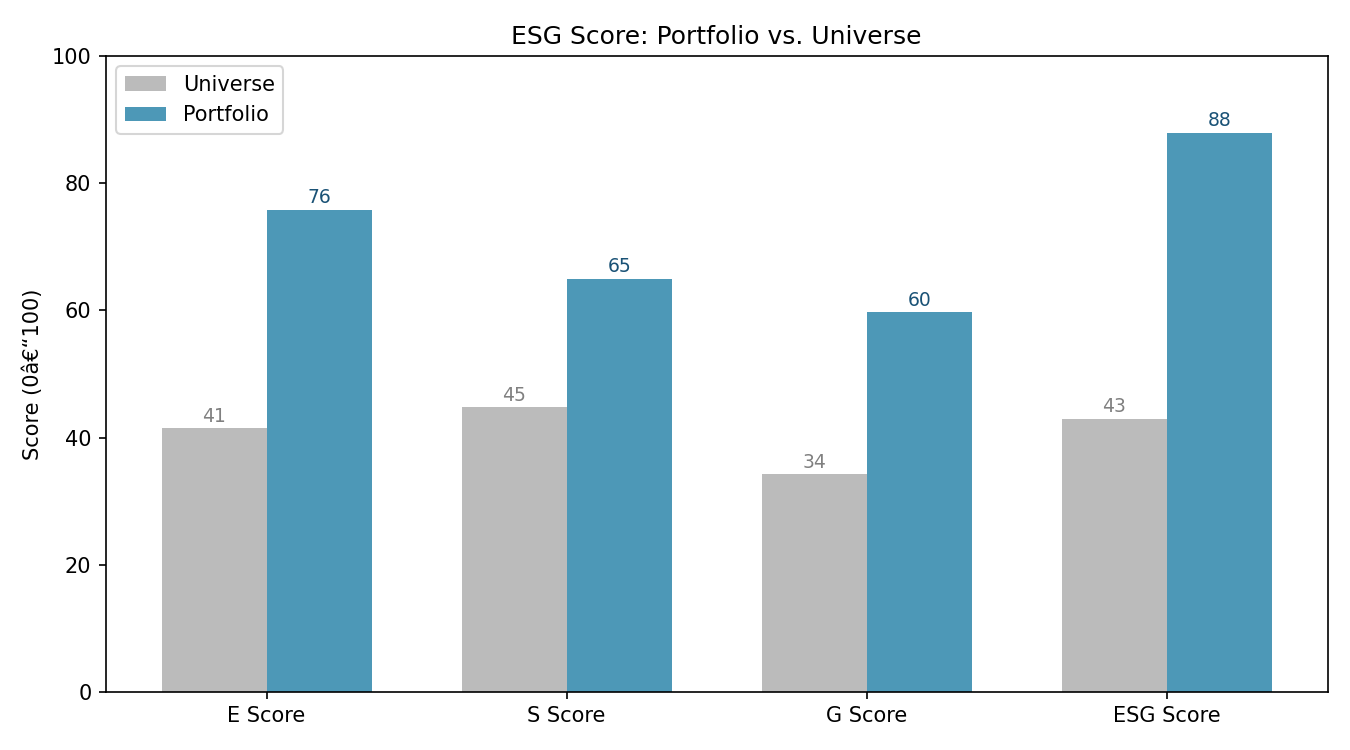 ESG Score: Portfolio vs. Universe
Universe
Portfolio
Score (0â€“100)
100
80
60
40
20
0
41
76
45
65
34
60
43
88
E Score
S Score
G Score
ESG Score